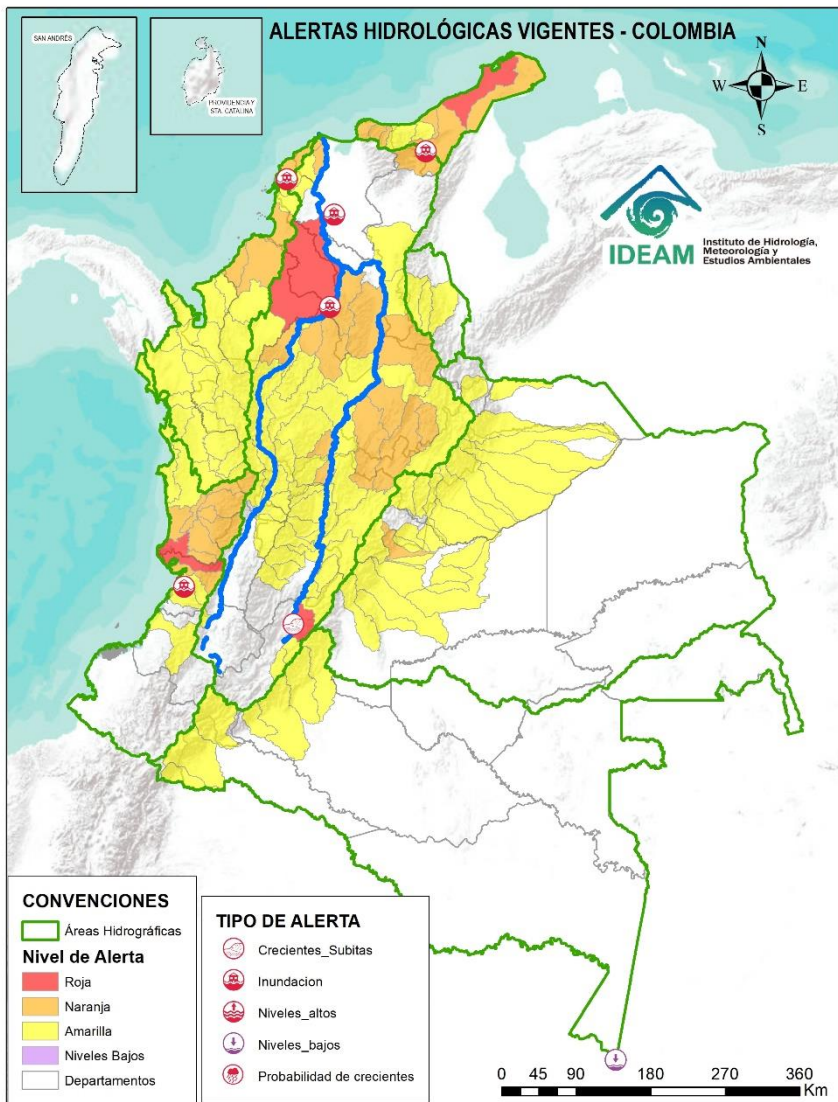 ALERTAS HIDROLÓGICAS VIGENTES - COLOMBIA
SAN ANDRÉS
PROVIDENCIA Y
STA. CATALINA
N
W
E
S
IDEAM
Instituto de Hidrología,
Meteorología y
Estudios Ambientales
CONVENCIONES
Áreas Hidrográficas
Nivel de Alerta
Roja
Naranja
Amarilla
Niveles Bajos
Departamentos
TIPO DE ALERTA
Crecientes_Subitas
Inundacion
Niveles_altos
Niveles_bajos
Probabilidad de crecientes
0 45 90 180 270 360
Km